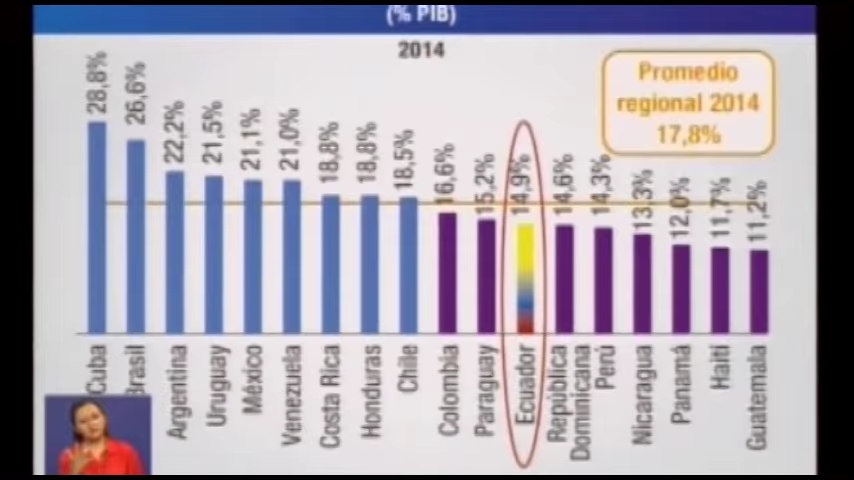 (% PIB)
2014
Promedio
regional 2014
17,8%
28,8%
26,6%
22,2%
21,5%
21,1%
21,0%
18,8%
18,8%
18,5%
16,6%
15,2%
14,9%
14,6%
14,3%
13,3%
12,0%
11,7%
11,2%
Cuba
Brasil
Argentina
Uruguay
México
Venezuela
Costa Rica
Honduras
Chile
Colombia
Paraguay
Ecuador
República
Dominicana
Perú
Nicaragua
Panamá
Haití
Guatemala